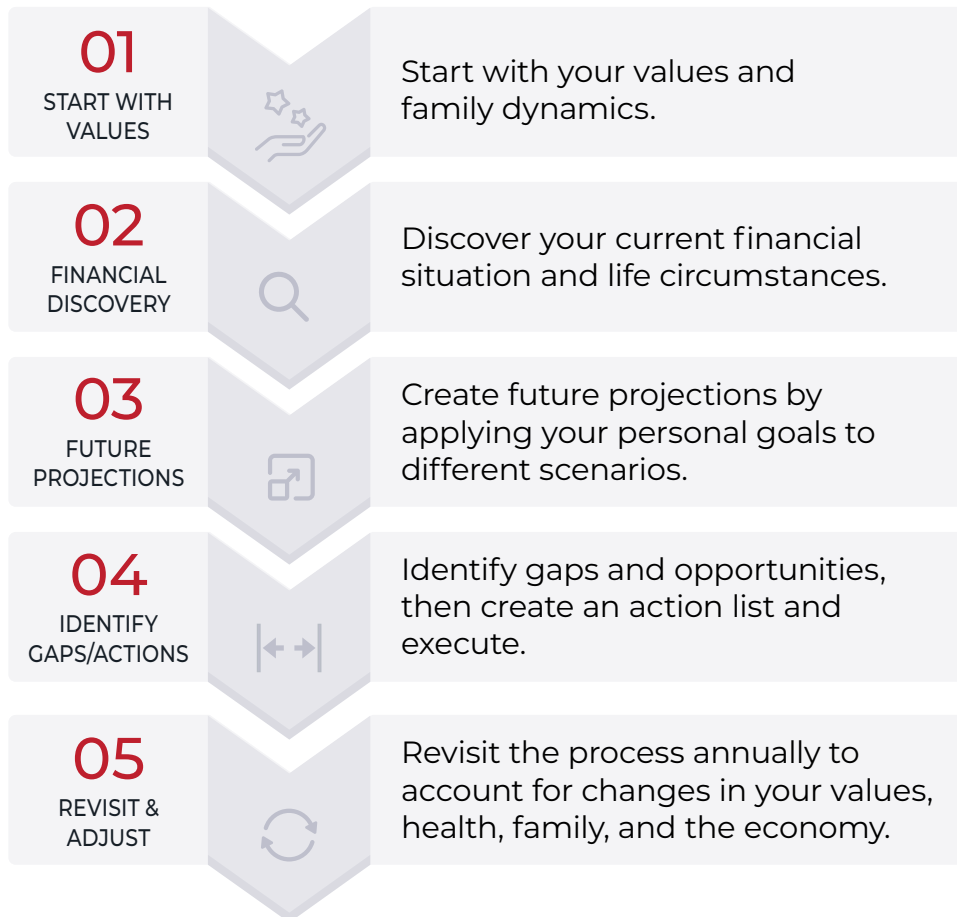 01
START WITH
VALUES
Start with your values and
family dynamics.
02
FINANCIAL
DISCOVERY
Discover your current financial
situation and life circumstances.
03
FUTURE
PROJECTIONS
Create future projections by
applying your personal goals to
different scenarios.
04
IDENTIFY
GAPS/ACTIONS
Identify gaps and opportunities,
then create an action list and
execute.
05
REVISIT &
ADJUST
Revisit the process annually to
account for changes in your values,
health, family, and the economy.